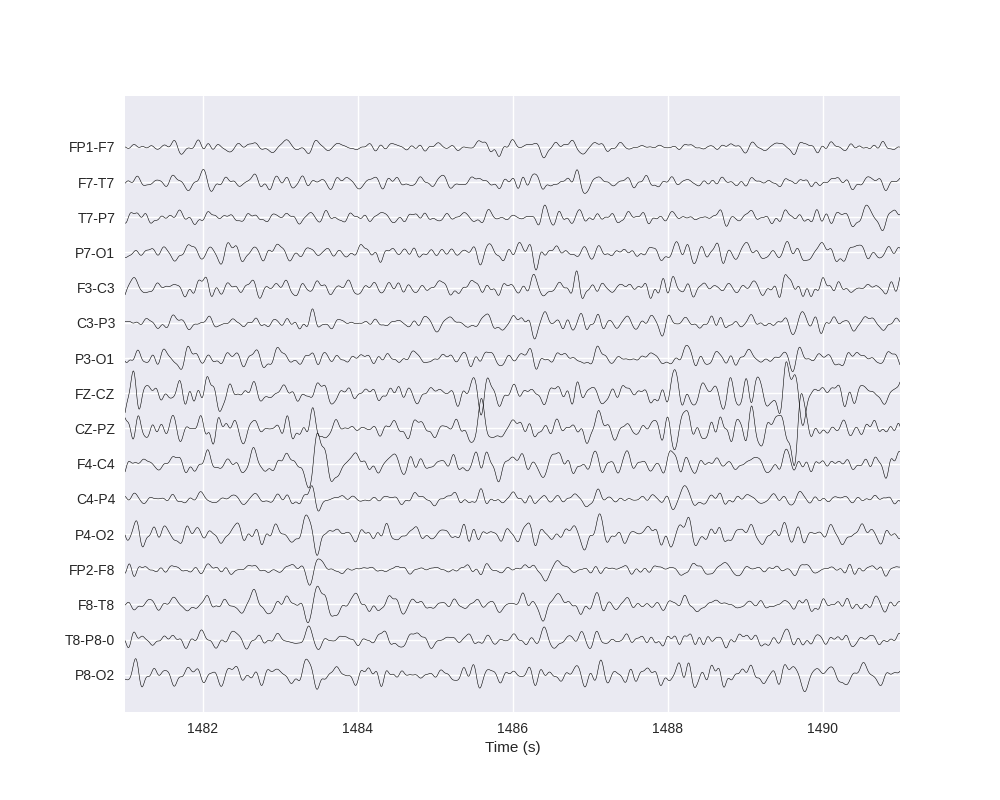 FP1-F7
F7-T7
T7-P7
P7-O1
F3-C3
C3-P3
P3-O1
FZ-CZ
CZ-PZ
F4-C4
C4-P4
P4-O2
FP2-F8
F8-T8
T8-P8-0
P8-O2
1482 1484 1486 1488 1490
Time (s)